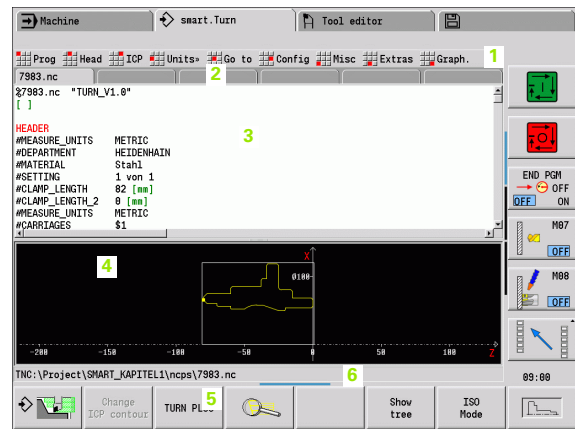 Machine smart.Turn Tool editor
Prog Head ICP Units» Go to Config Misc Extras Graph. 1
7983.nc 2
%7983.nc "TURN_V1.0"
[ ]
3
HEADER
#MEASURE_UNITS METRIC
#DEPARTMENT HEIDENHAIN
#MATERIAL Stahl
#SETTING 1 von 1
#CLAMP_LENGTH 82 [mm]
#CLAMP_LENGTH_2 0 [mm]
#MEASURE_UNITS METRIC
#CARRIAGES $1
END PGM
OFF
OFF ON
M07
OFF
M08
OFF
4
X
Ø100
-200 -150 -100 -50 0 50 100 Z
TNC:\Project\SMART_KAPITEL1\ncps\7983.nc 6
09:00
Change
ICP contour
TURN PL 5
Show
tree
ISO
Mode